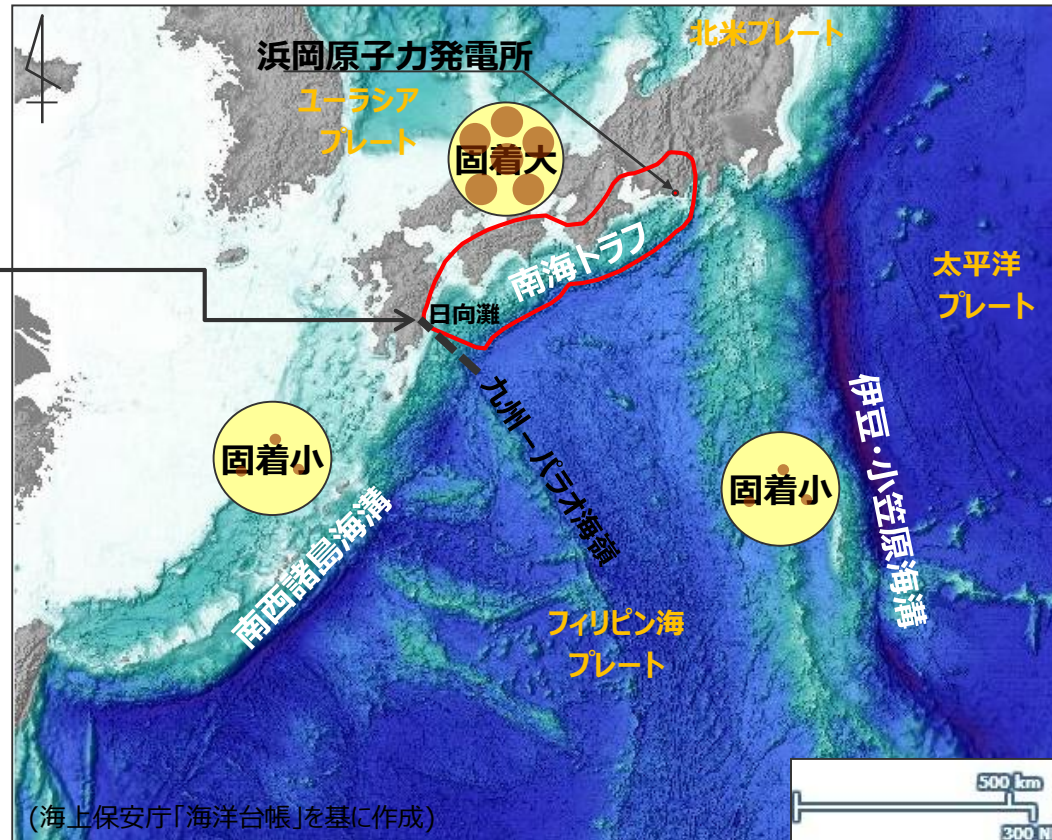 北米プレート
浜岡原子力発電所
ユーラシア
プレート
固着大
南海トラフ
太平洋
プレート
日向灘
九州－パラオ海嶺
伊豆・小笠原海溝
固着小
固着小
南西諸島海溝
フィリピン海
プレート
500 km
300 N
(海上保安庁「海洋台帳」を基に作成)